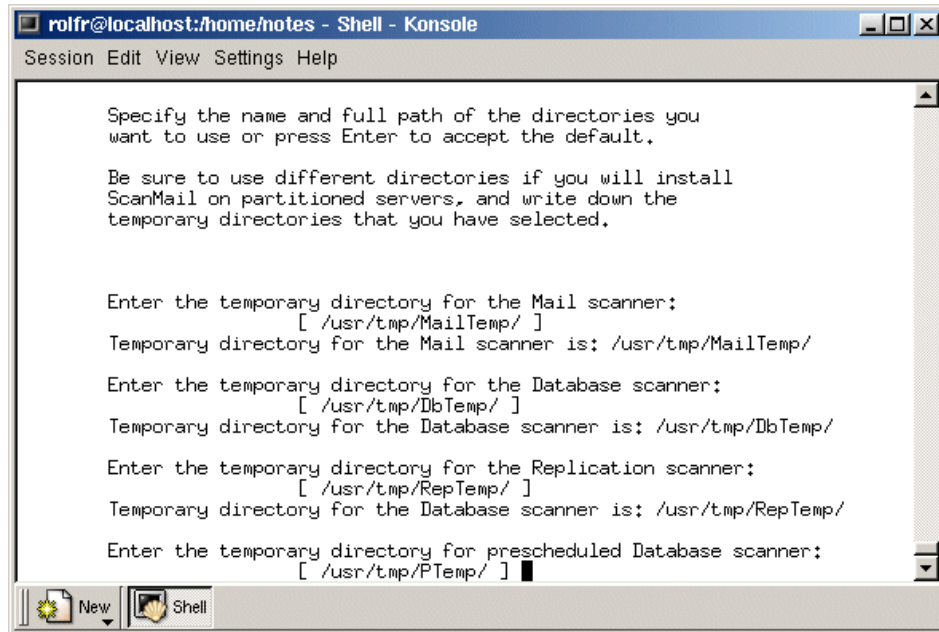 rolfr@localhost:/home/notes - Shell - Konsole
Session Edit View Settings Help
Specify the name and full path of the directories you
want to use or press Enter to accept the default.
Be sure to use different directories if you will install
ScanMail on partitioned servers, and write down the
temporary directories that you have selected.
Enter the temporary directory for the Mail scanner:
[ /usr/tmp/MailTemp/ ]
Temporary directory for the Mail scanner is: /usr/tmp/MailTemp/
Enter the temporary directory for the Database scanner:
[ /usr/tmp/DbTemp/ ]
Temporary directory for the Database scanner is: /usr/tmp/DbTemp/
Enter the temporary directory for the Replication scanner:
[ /usr/tmp/RepTemp/ ]
Temporary directory for the Database scanner is: /usr/tmp/RepTemp/
Enter the temporary directory for prescheduled Database scanner:
[ /usr/tmp/PTemp/ ]
New Shell